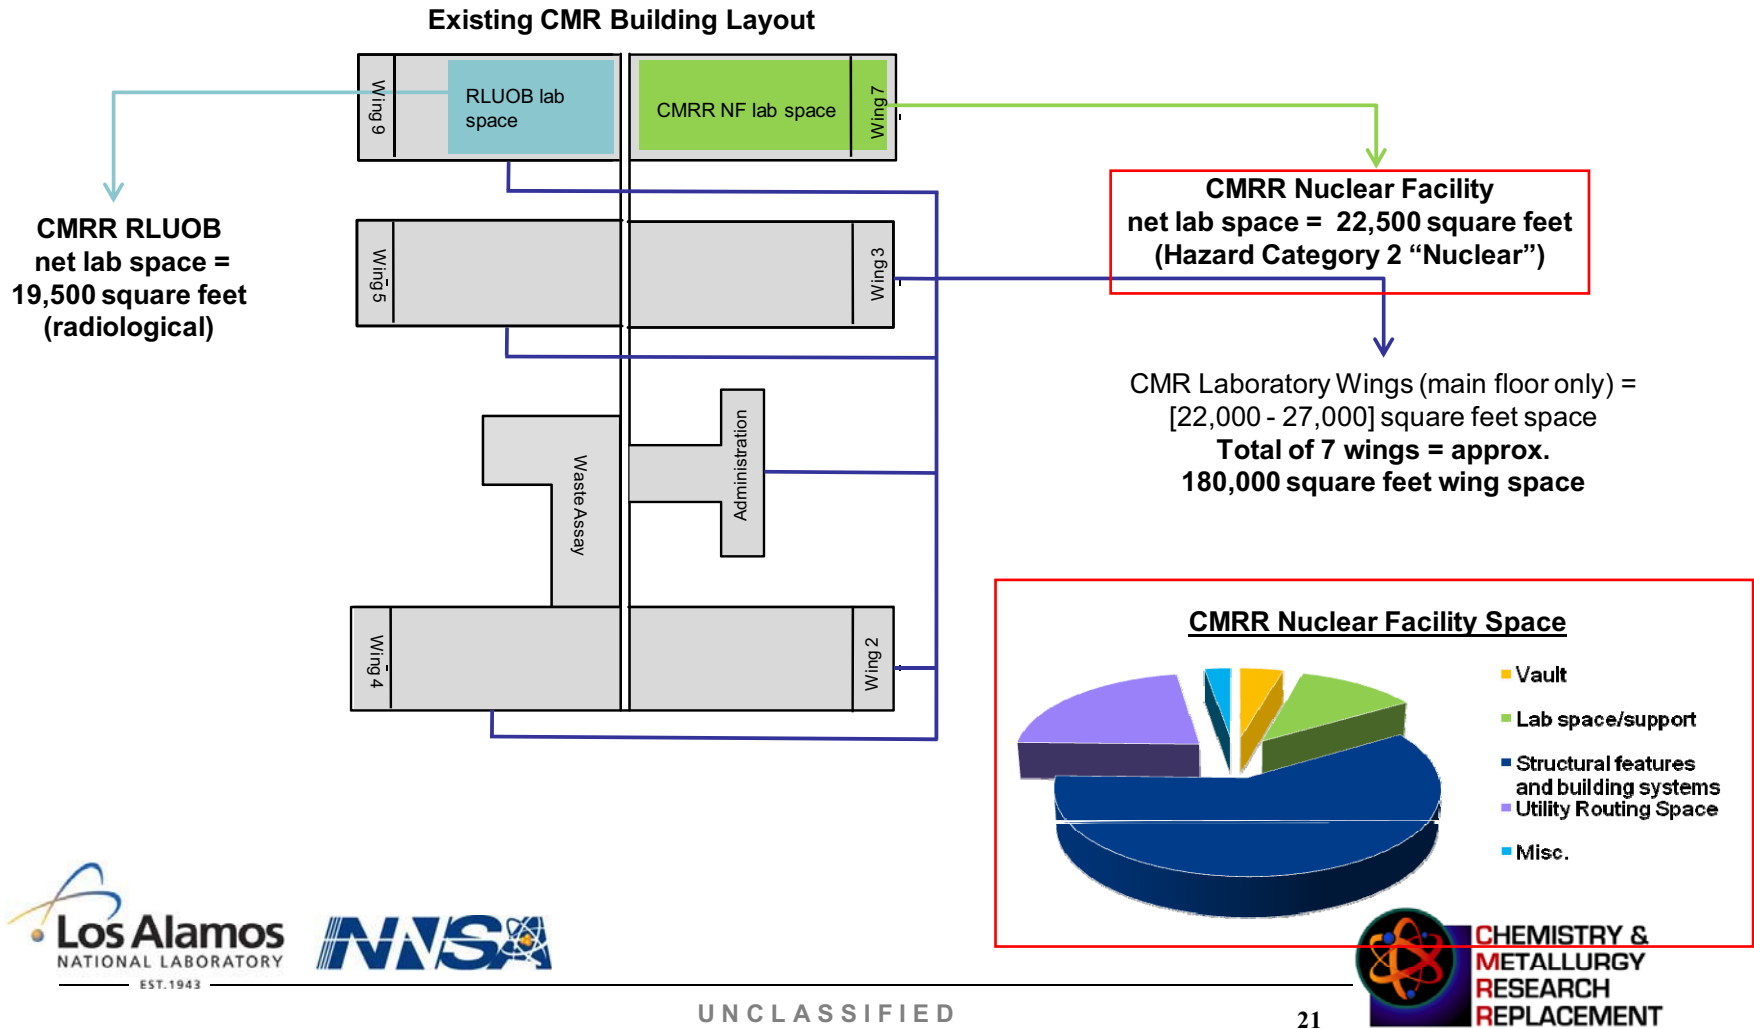 Existing CMR Building Layout
Wing 9
RLUOB lab
space
CMRR NF lab space
Wing 7
CMRR RLUOB
net lab space =
19,500 square feet
(radiological)
CMRR Nuclear Facility
net lab space = 22,500 square feet
(Hazard Category 2 “Nuclear”)
Wing 5
Wing 3
CMR Laboratory Wings (main floor only) =
[22,000 - 27,000] square feet space
Total of 7 wings = approx.
180,000 square feet wing space
Waste Assay
Administration
Wing 4
Wing 2
CMRR Nuclear Facility Space
Vault
Lab space/support
Structural features
and building systems
Utility Routing Space
Misc.
Los Alamos
NATIONAL LABORATORY
EST.1943
NNSA
UNCLASSIFIED
21
CHEMISTRY &
METALLURGY
RESEARCH
REPLACEMENT